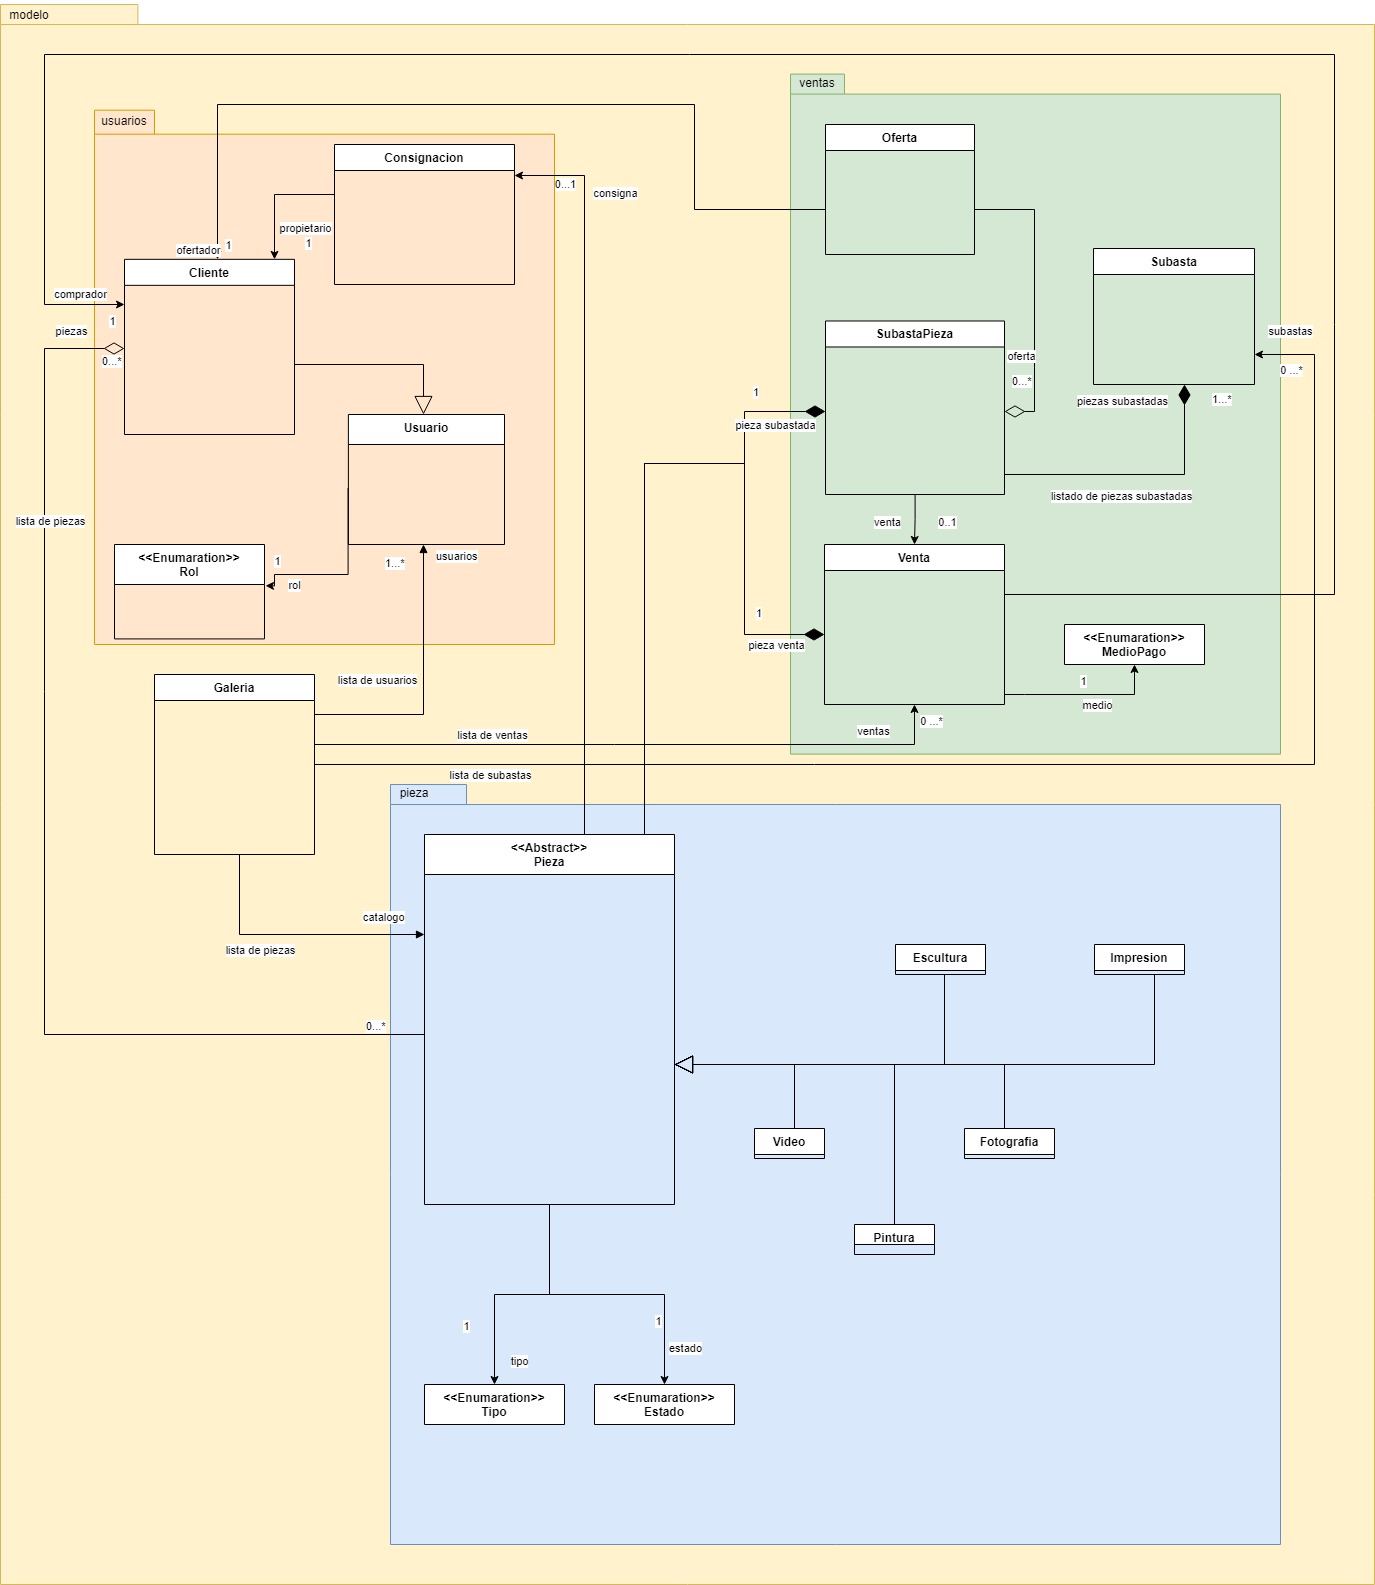 modelo
ventas
usuarios
Oferta
Consignacion
0...1
consigna
propietario
1
1
ofertador
Cliente
Subasta
comprador
1
piezas
0...*
subastas
0 ...*
SubastaPieza
oferta
0...*
1
pieza subastada
piezas subastadas
1...*
Usuario
listado de piezas subastadas
lista de piezas
venta
0..1
<<Enumaration>>
Rol
1
rol
1...*
usuarios
Venta
1
pieza venta
<<Enumaration>>
MedioPago
1
medio
Galeria
lista de usuarios
0 ...*
ventas
lista de ventas
lista de subastas
pieza
<<Abstract>>
Pieza
catalogo
lista de piezas
Escultura
Impresion
0...*
Video
Fotografia
Pintura
1
tipo
1
estado
<<Enumaration>>
Tipo
<<Enumaration>>
Estado